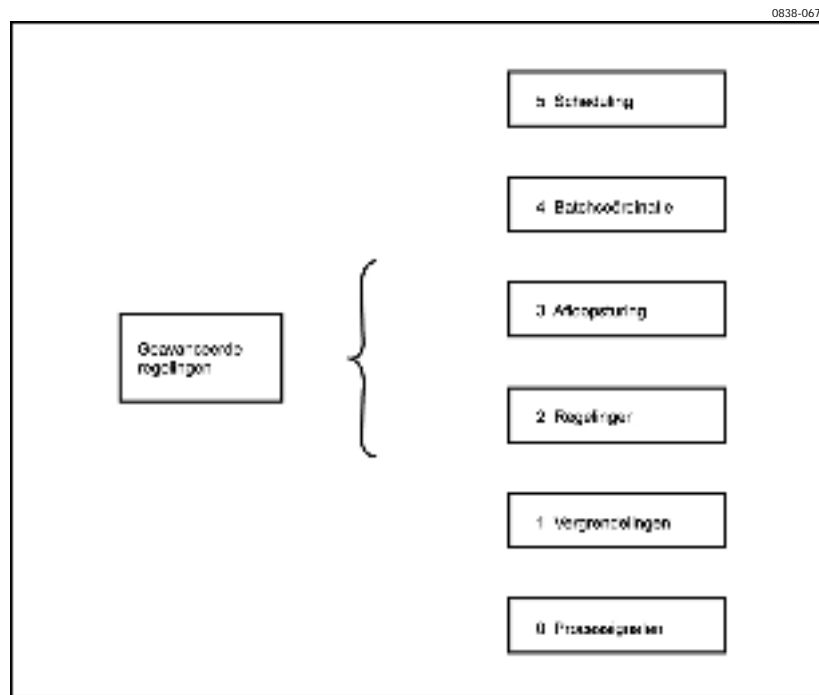 0838-067
5 Scheduling
4 Batchcoördinatie
3 Afloopsturing
Geavanceerde
regelingen
2 Regelingen
1 Vergrendelingen
0 Processignalen